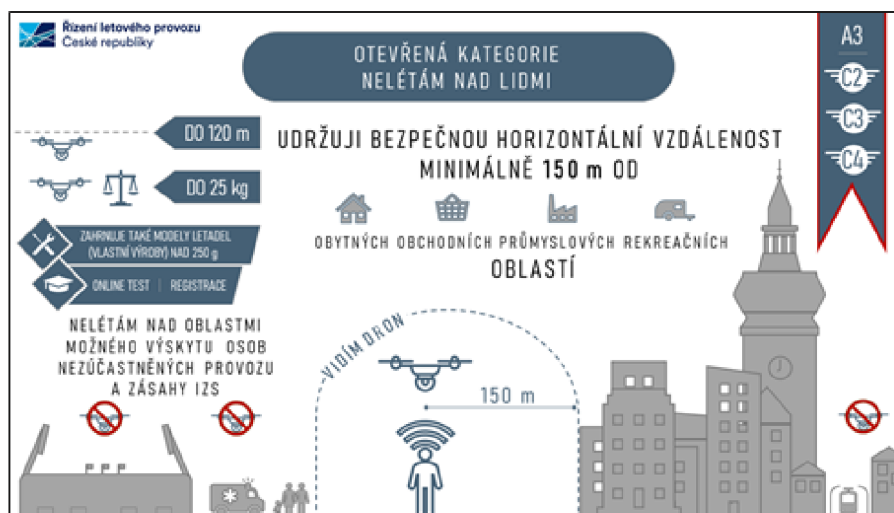 Řízení letového provozu
České republiky
OTEVŘENÁ KATEGORIE
NELÉTÁM NAD LIDMI
A3
C2
C3
C4
DO 120 m
DO 25 kg
UDRŽUJI BEZPEČNOU HORIZONTÁLNÍ VZDÁLENOST
MINIMÁLNĚ 150 m OD
OBYTNÝCH OBCHODNÍCH PRŮMYSLOVÝCH REKREAČNÍCH
OBLASTÍ
ZAHRNUJE TAKÉ MODELY LETADEL
(VLASTNÍ VÝROBY) NAD 250 g
ONLINE TEST | REGISTRACE
NELÉTÁM NAD OBLASTMI
MOŽNÉHO VÝSKYTU OSOB
NEZÚČASTNĚNÝCH PROVOZU
A ZÁSAHY IZS
VIDÍM DRON
150 m